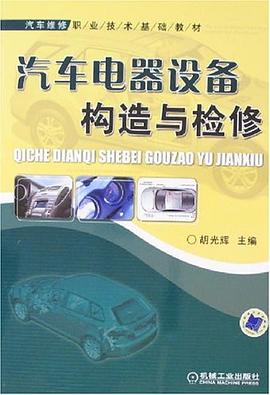 汽车维修职业技术基础教材
汽车电器设备
构造与检修
QICHE DIANQI SHEBEI GOUZAO YU JIANXIU
◎胡光辉 主编
机械工业出版社
CHINA MACHINE PRESS